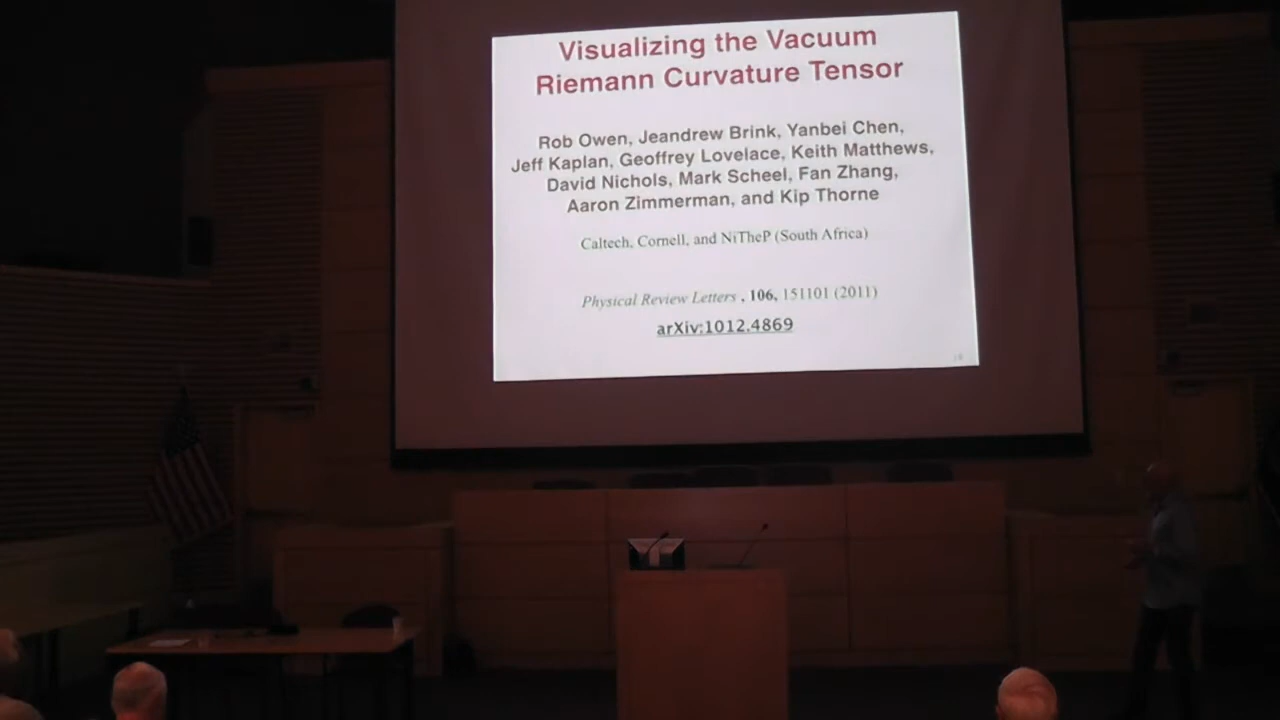 Visualizing the Vacuum
Riemann Curvature Tensor
Rob Owen, Jeandrew Brink, Yanbei Chen,
Jeff Kaplan, Geoffrey Lovelace, Keith Matthews,
David Nichols, Mark Scheel, Fan Zhang,
Aaron Zimmerman, and Kip Thorne
Caltech, Cornell, and NiTheP (South Africa)
Physical Review Letters , 106, 151101 (2011)
arXiv:1012.4869